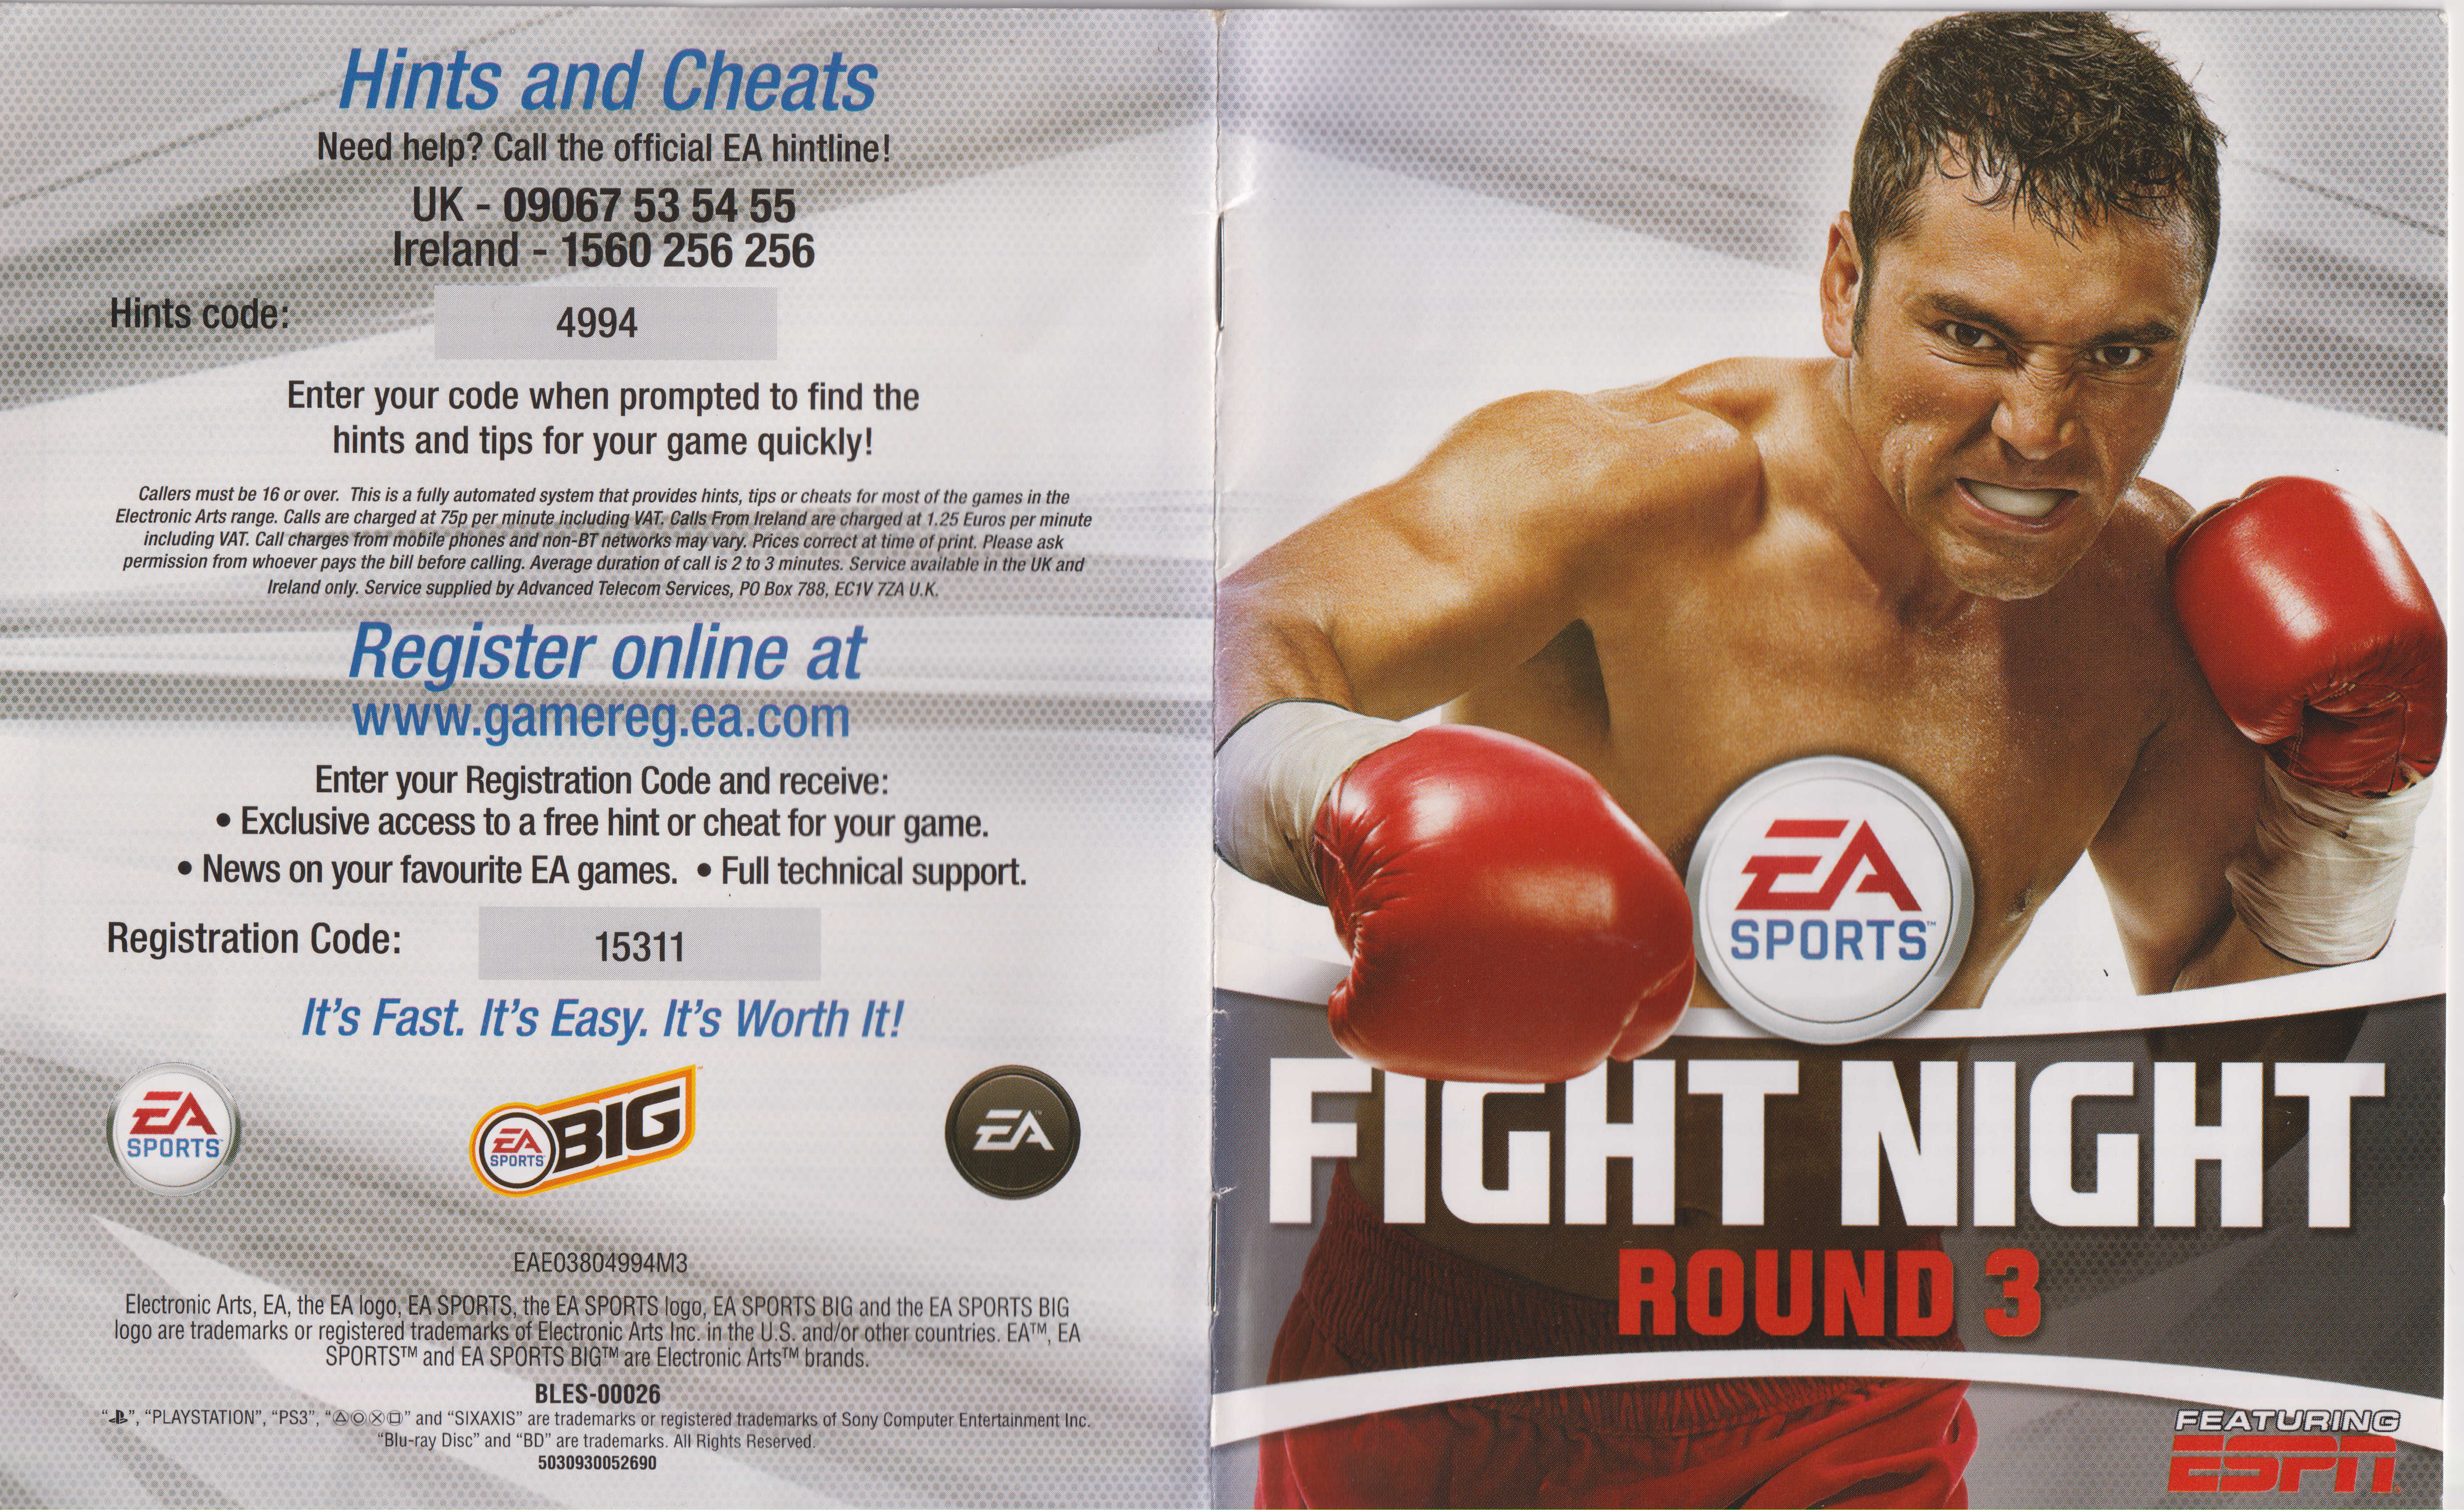 Hints and Cheats
Need help? Call the official EA hintline!
UK - 09067 53 54 55
Ireland - 1560 256 256
Hints code: 4994
Enter your code when prompted to find the
hints and tips for your game quickly!
Callers must be 16 or over. This is a fully automated system that provides hints, tips or cheats for most of the games in the
Electronic Arts range. Calls are charged at 75p per minute including VAT. Calls From Ireland are charged at 1.25 Euros per minute
including VAT. Call charges from mobile phones and non-BT networks may vary. Prices correct at time of print. Please ask
permission from whoever pays the bill before calling. Average duration of call is 2 to 3 minutes. Service available in the UK and
Ireland only. Service supplied by Advanced Telecom Services, PO Box 788, EC1V 7ZA U.K.
Register online at
www.gamereg.ea.com
Enter your Registration Code and receive:
• Exclusive access to a free hint or cheat for your game.
• News on your favourite EA games. • Full technical support.
Registration Code: 15311
It's Fast. It's Easy. It's Worth It!
EA SPORTS™
EA SPORTS BIG™
EA™
EAE03804994M3
Electronic Arts, EA, the EA logo, EA SPORTS, the EA SPORTS logo, EA SPORTS BIG and the EA SPORTS BIG
logo are trademarks or registered trademarks of Electronic Arts Inc. in the U.S. and/or other countries. EA™, EA
SPORTS™ and EA SPORTS BIG™ are Electronic Arts™ brands.
BLES-00026
"PS", "PLAYSTATION", "PS3", "△○✕□" and "SIXAXIS" are trademarks or registered trademarks of Sony Computer Entertainment Inc.
"Blu-ray Disc" and "BD" are trademarks. All Rights Reserved.
5030930052690
EA
SPORTS™
FIGHT NIGHT
ROUND 3
FEATURING
ESPN